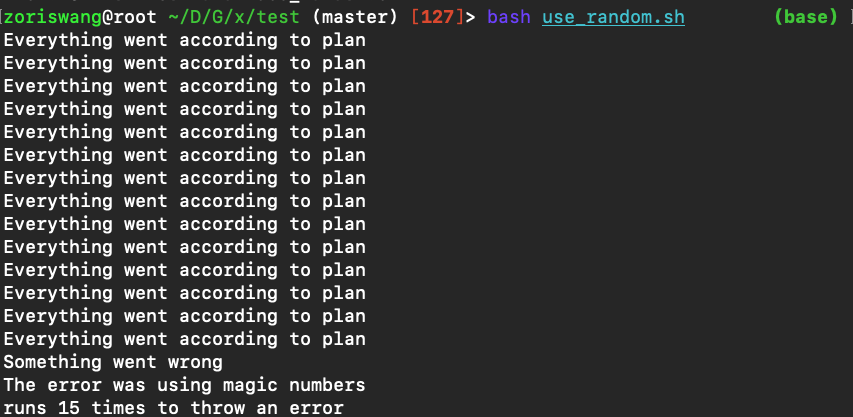 [zoriswang@root ~/D/G/x/test (master) [127]> bash use_random.sh (base) ]
Everything went according to plan
Everything went according to plan
Everything went according to plan
Everything went according to plan
Everything went according to plan
Everything went according to plan
Everything went according to plan
Everything went according to plan
Everything went according to plan
Everything went according to plan
Everything went according to plan
Everything went according to plan
Everything went according to plan
Everything went according to plan
Something went wrong
The error was using magic numbers
runs 15 times to throw an error